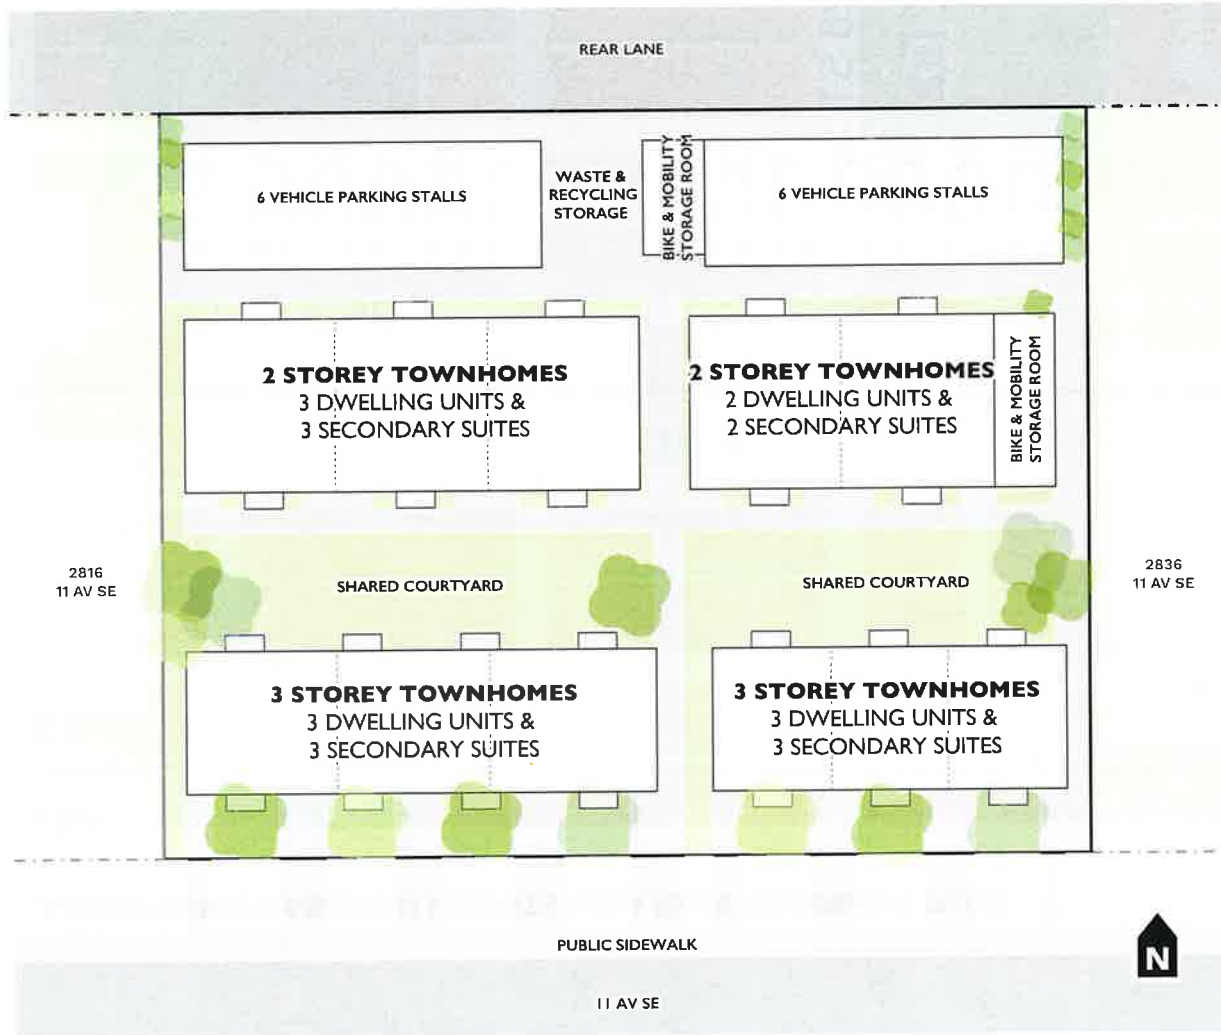 REAR LANE
6 VEHICLE PARKING STALLS
WASTE &
RECYCLING
STORAGE
BIKE & MOBILITY
STORAGE ROOM
6 VEHICLE PARKING STALLS
2 STOREY TOWNHOMES
3 DWELLING UNITS &
3 SECONDARY SUITES
2 STOREY TOWNHOMES
2 DWELLING UNITS &
2 SECONDARY SUITES
BIKE & MOBILITY
STORAGE ROOM
2816
11 AV SE
SHARED COURTYARD
SHARED COURTYARD
2836
11 AV SE
3 STOREY TOWNHOMES
3 DWELLING UNITS &
3 SECONDARY SUITES
3 STOREY TOWNHOMES
3 DWELLING UNITS &
3 SECONDARY SUITES
PUBLIC SIDEWALK
N
11 AV SE